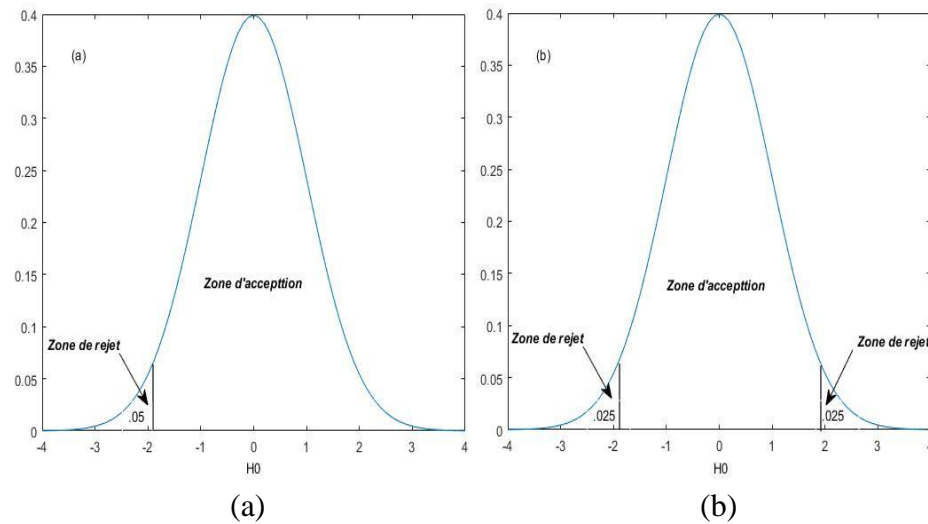 0.4
(a)
0.35
0.3
0.25
0.2
0.15
Zone d'accepttion
0.1
Zone de rejet
0.05
.05
0
-4 -3 -2 -1 0 1 2 3 4
H0
(a)
0.4
(b)
0.35
0.3
0.25
0.2
0.15
Zone d'accepttion
0.1
Zone de rejet
Zone de rejet
0.05
.025
.025
0
-4 -3 -2 -1 0 1 2 3 4
H0
(b)